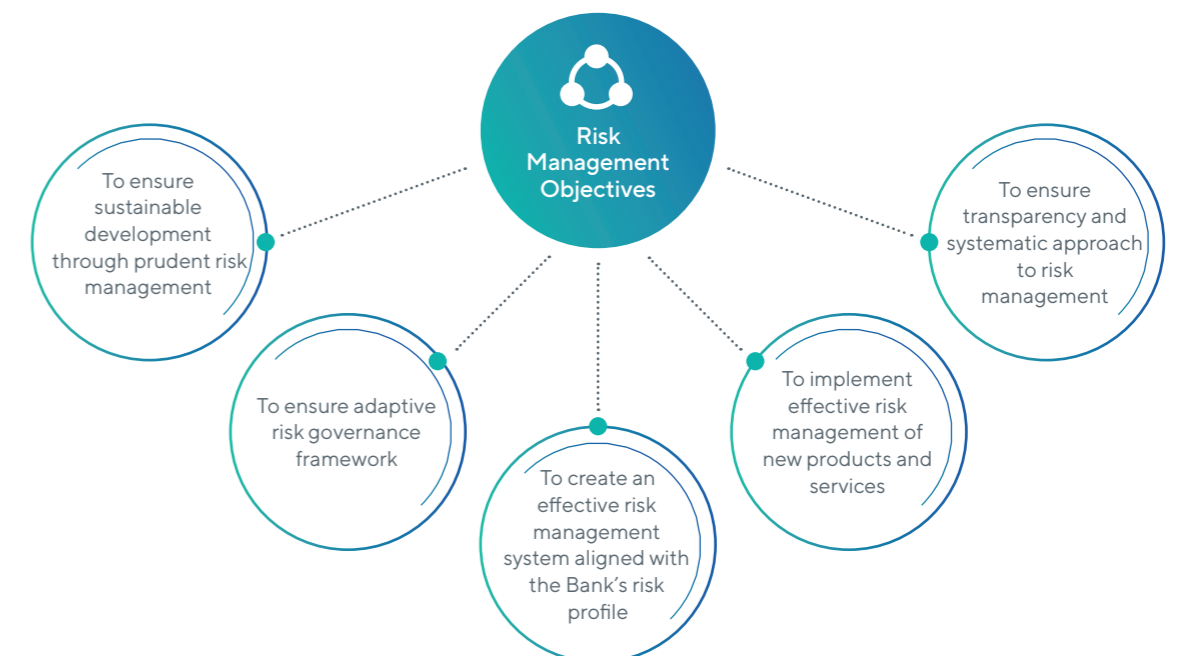 Risk
Management
Objectives
To ensure
sustainable
development
through prudent risk
management
To ensure adaptive
risk governance
framework
To create an
effective risk
management
system aligned with
the Bank’s risk
profile
To implement
effective risk
management of
new products and
services
To ensure
transparency and
systematic approach
to risk
management